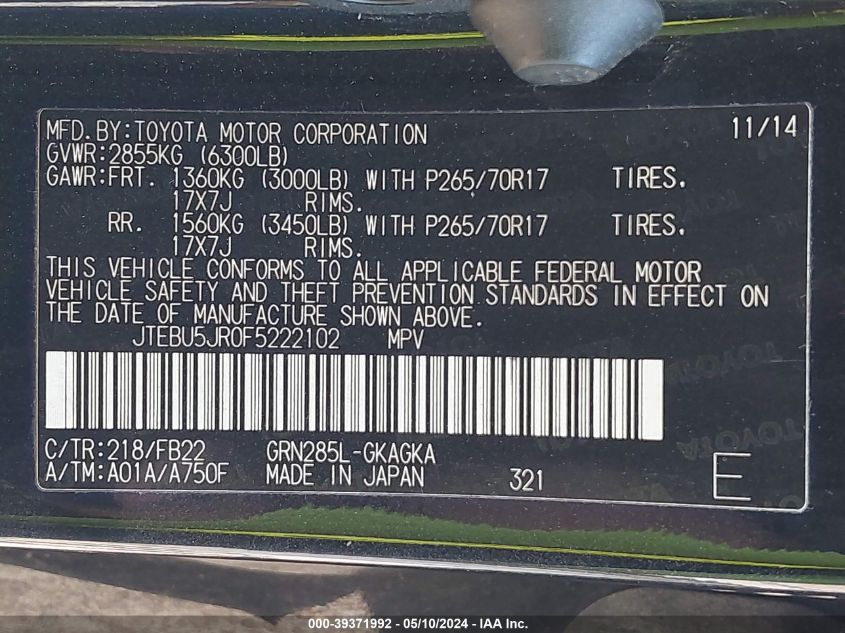 MFD.BY:TOYOTA MOTOR CORPORATION 11/14
GVWR:2855KG (6300LB)
GAWR:FRT. 1360KG (3000LB) WITH P265/70R17 TIRES.
17X7J RIMS.
RR. 1560KG (3450LB) WITH P265/70R17 TIRES.
17X7J RIMS.
THIS VEHICLE CONFORMS TO ALL APPLICABLE FEDERAL MOTOR
VEHICLE SAFETY AND THEFT PREVENTION STANDARDS IN EFFECT ON
THE DATE OF MANUFACTURE SHOWN ABOVE.
JTEBU5JR0F5222102 MPV
C/TR:218/FB22 GRN285L-GKAGKA
A/TM:A01A/A750F MADE IN JAPAN 321 E
TOYOTA
TOYOTA
000-39371992 - 05/10/2024 - IAA Inc.